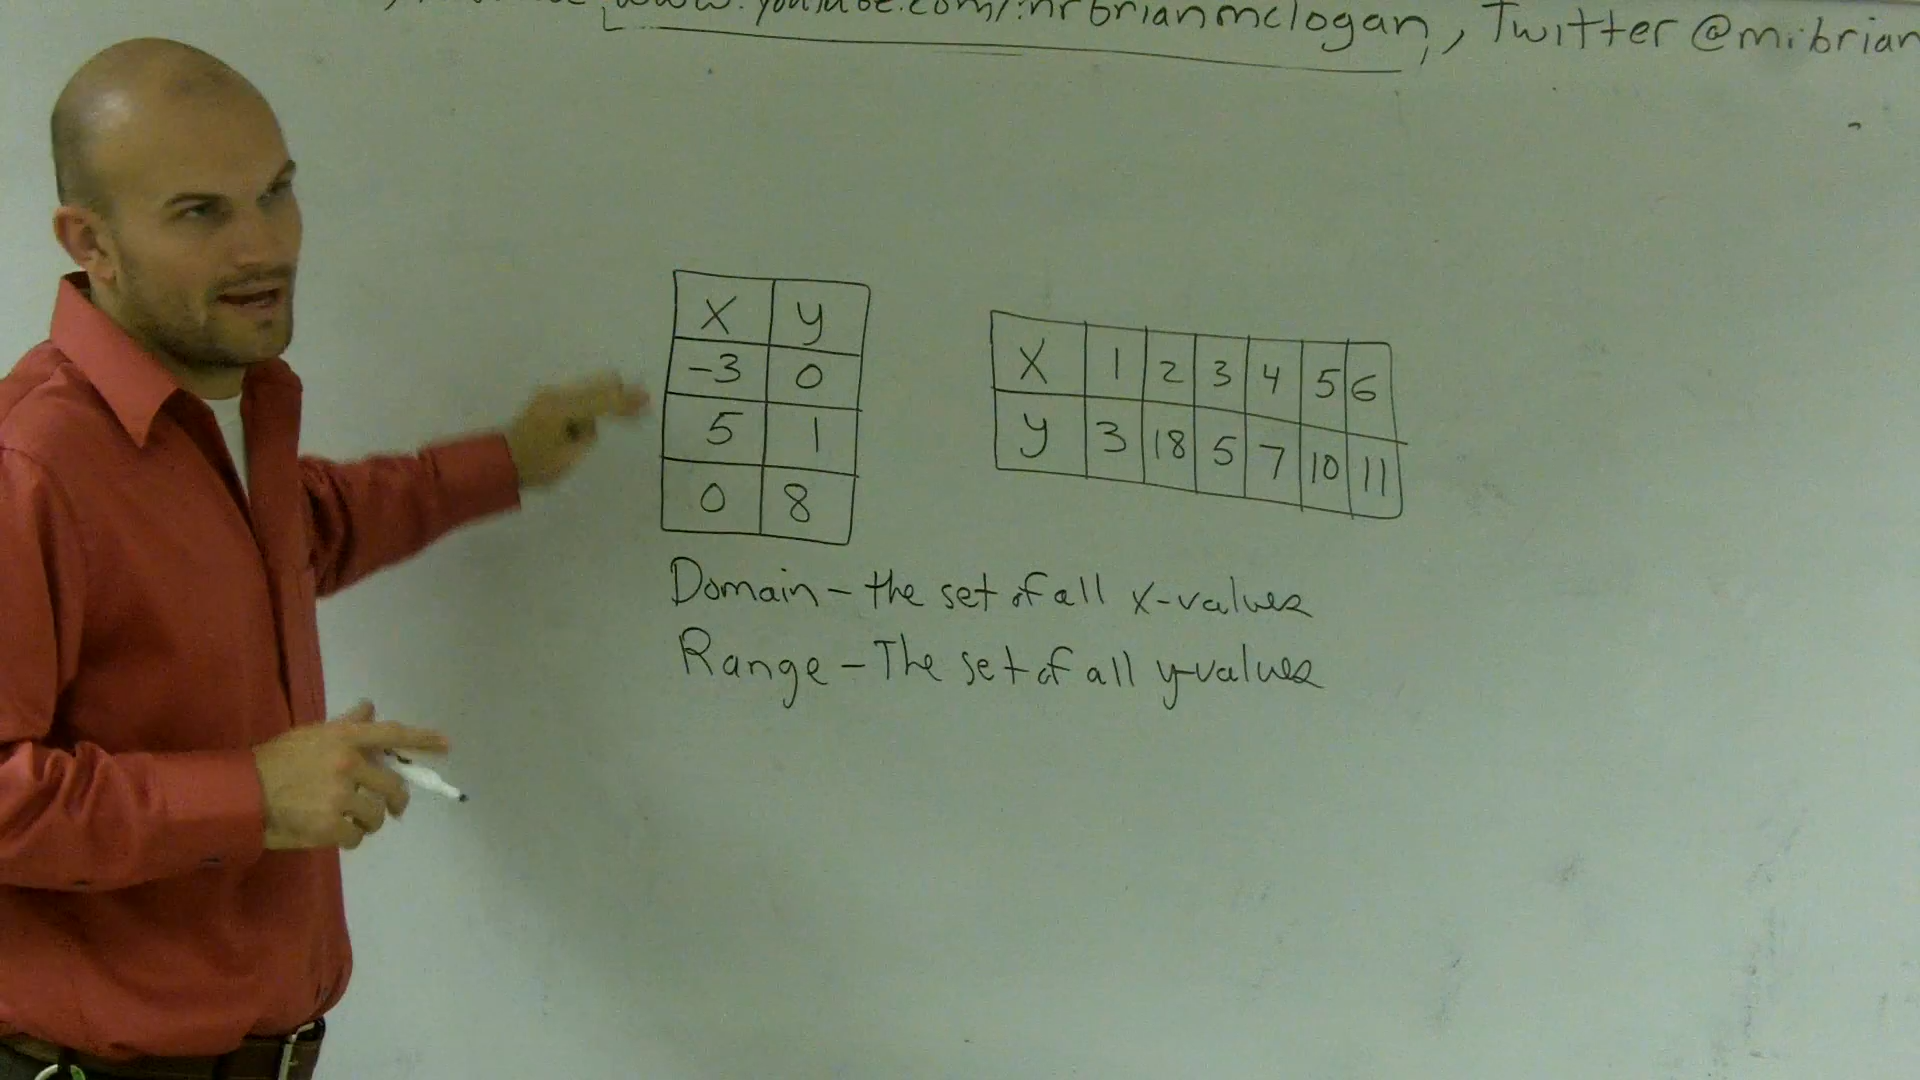 www.youtube.com/mrbrianmclogan, Twitter @mrbrian
X y
-3 0
5 1
0 8
X 1 2 3 4 5 6
y 3 18 5 7 10 11
Domain - the set of all x-values
Range - The set of all y-values